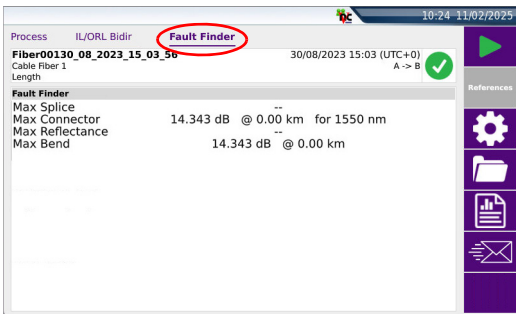 10:24 11/02/2025
Process IL/ORL Bidir Fault Finder
Fiber00130_08_2023_15_03_56 30/08/2023 15:03 (UTC+0)
Cable Fiber 1 A -> B
Length
References
Fault Finder
Max Splice --
Max Connector 14.343 dB @ 0.00 km for 1550 nm
Max Reflectance --
Max Bend 14.343 dB @ 0.00 km